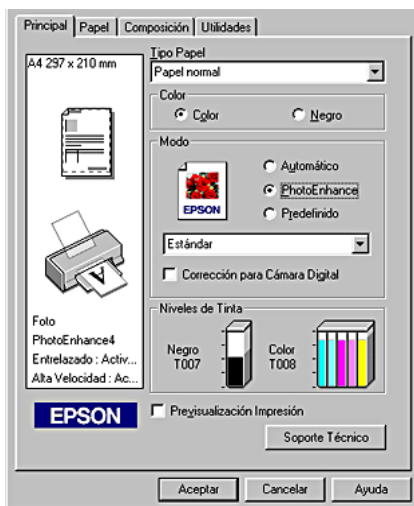 Principal Papel Composición Utilidades
A4 297 x 210 mm
Tipo Papel
Papel normal
Color
Color Negro
Modo
EPSON
Automático
PhotoEnhance
Predefinido
Estándar
Corrección para Cámara Digital
Foto
PhotoEnhance4
Entrelazado : Activ...
Alta Velocidad : Ac...
Niveles de Tinta
Negro
T007
Color
T008
EPSON
Previsualización Impresión
Soporte Técnico
Aceptar Cancelar Ayuda